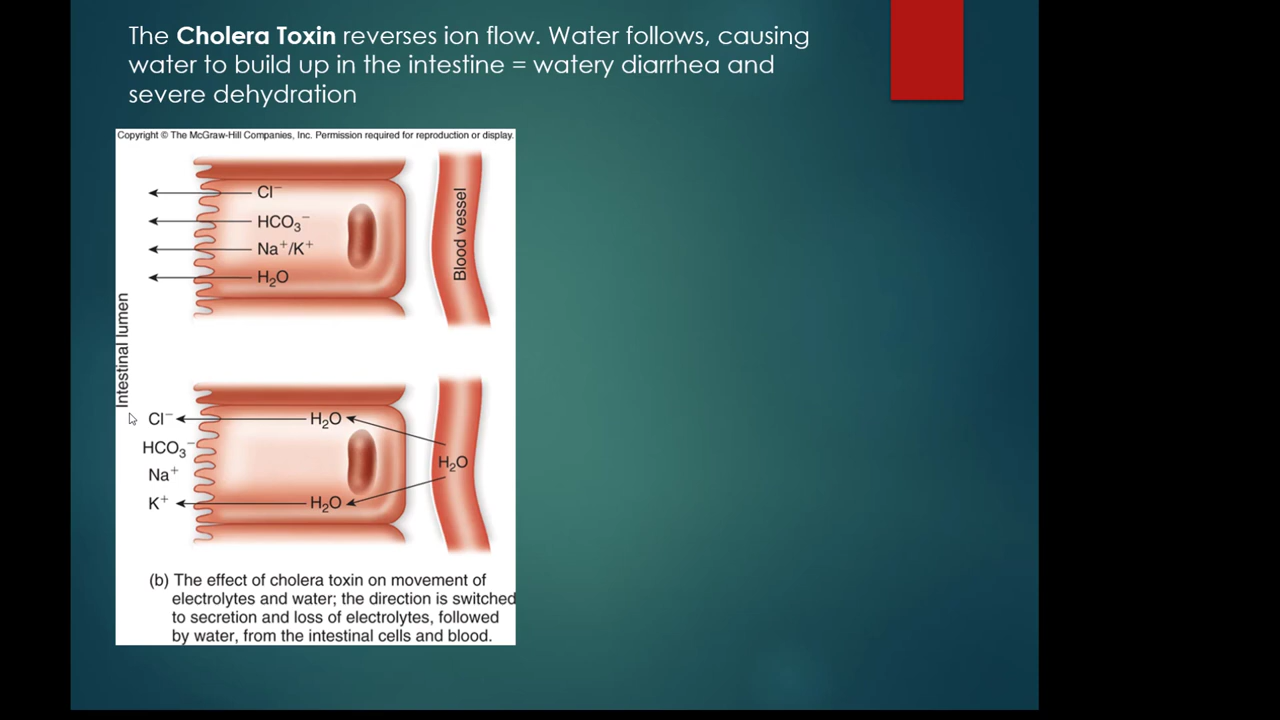 The Cholera Toxin reverses ion flow. Water follows, causing
water to build up in the intestine = watery diarrhea and
severe dehydration
Copyright © The McGraw-Hill Companies, Inc. Permission required for reproduction or display.
Cl⁻
HCO₃⁻
Na⁺/K⁺
H₂O
Blood vessel
Intestinal lumen
Cl⁻
H₂O
HCO₃⁻
H₂O
Na⁺
K⁺
H₂O
(b) The effect of cholera toxin on movement of
electrolytes and water; the direction is switched
to secretion and loss of electrolytes, followed
by water, from the intestinal cells and blood.